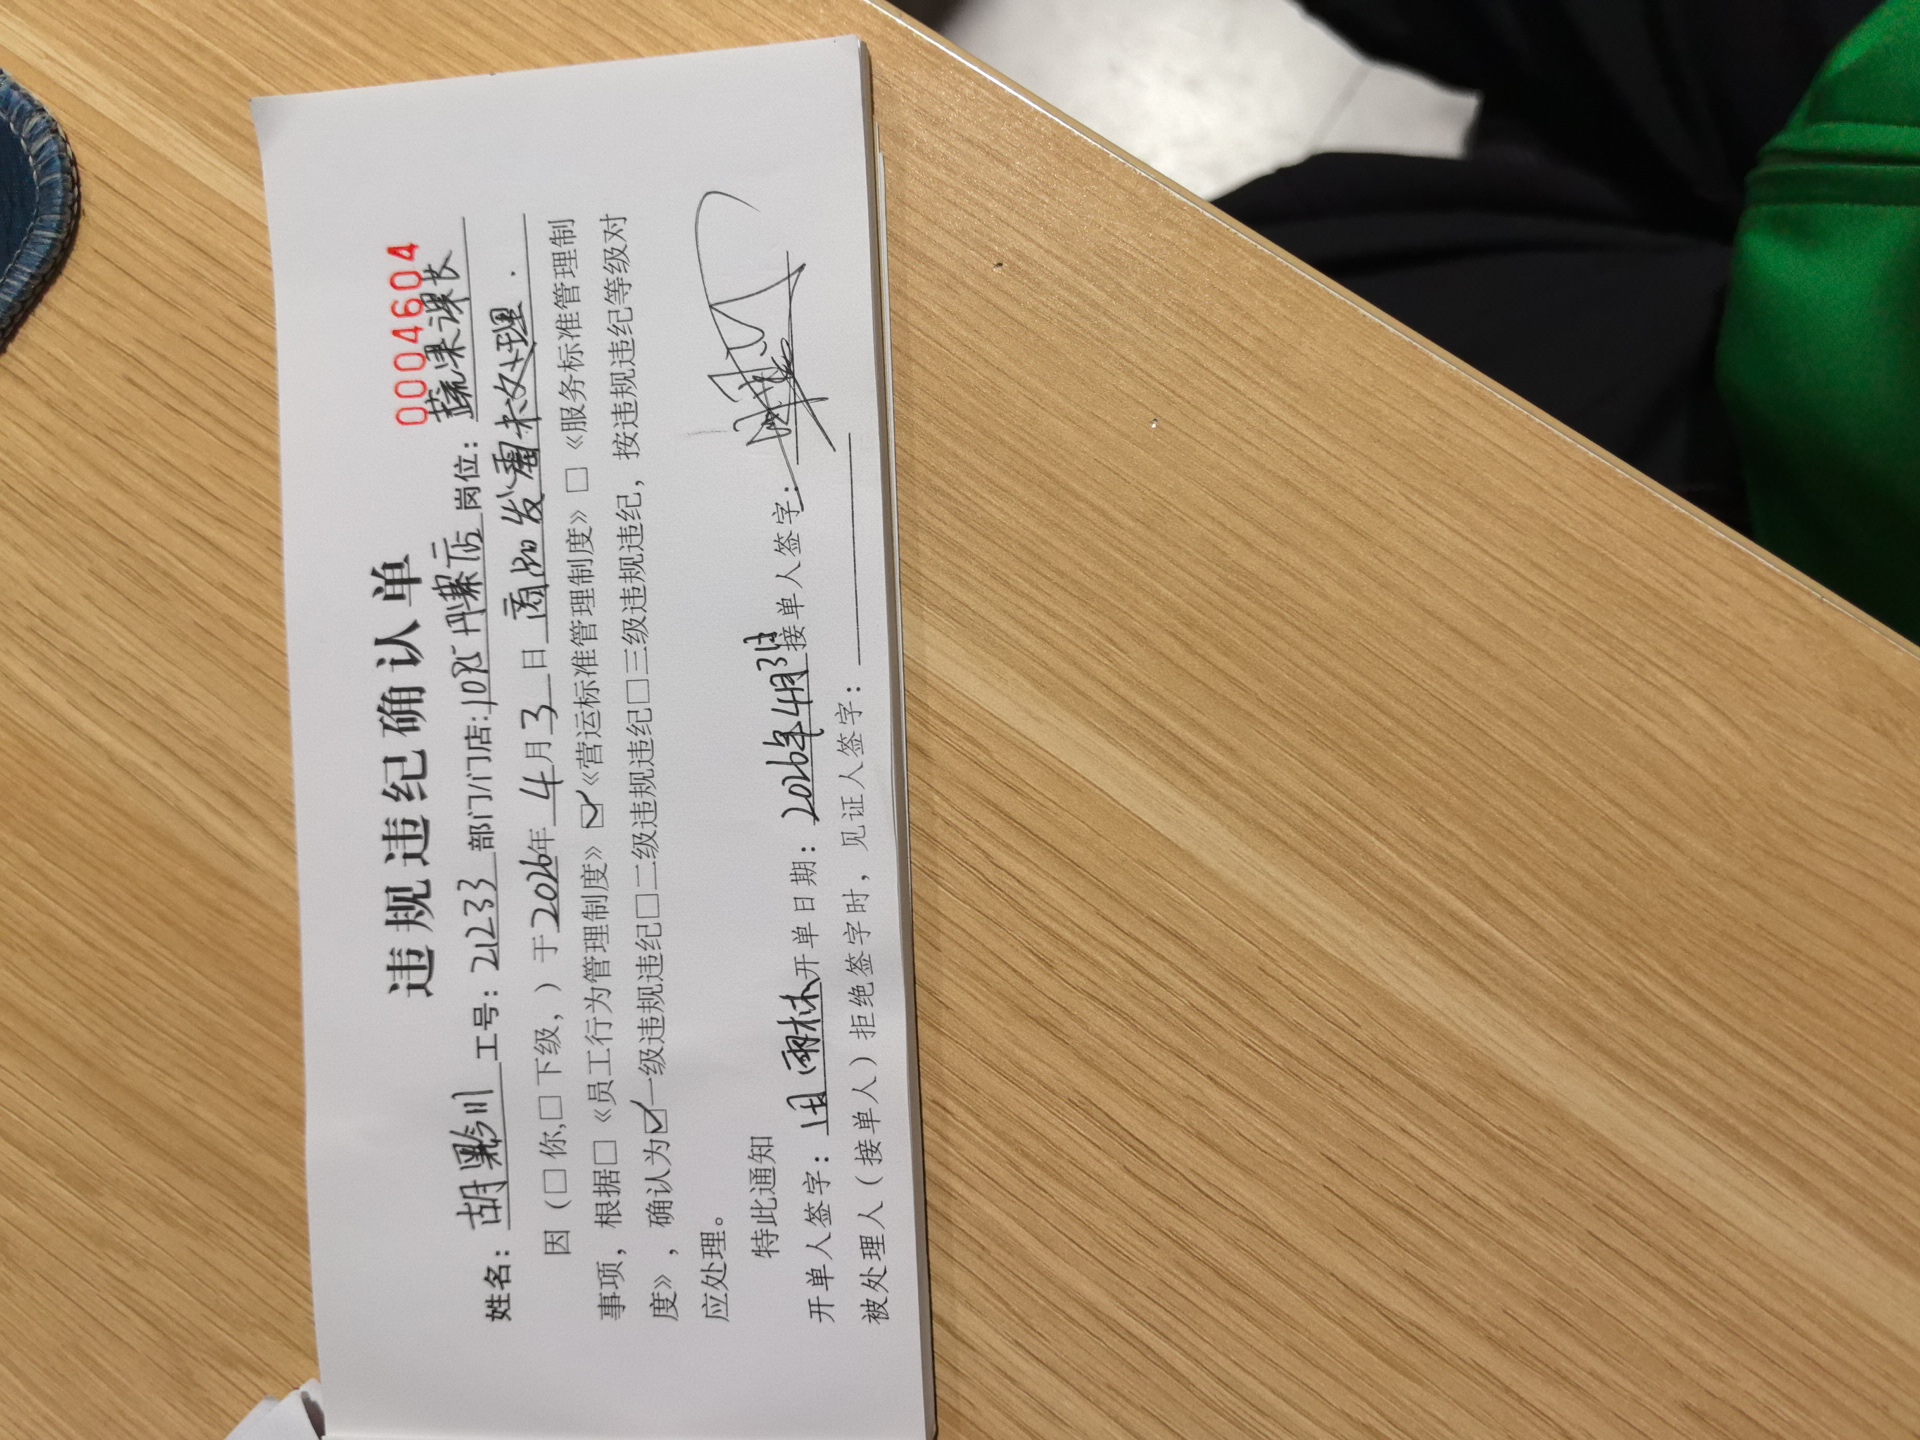 违规违纪确认单
0004604
姓名：胡黔川 工号：21233 部门/门店：1085丹寨店 岗位：蔬果课长
因（□你,□下级,）于2026年4月3日商品发霉未次处理.
事项，根据□《员工行为管理制度》☑《营运标准管理制度》□《服务标准管理制
度》，确认为☑一级违规违纪□二级违规违纪□三级违规违纪，按违规违纪等级对
应处理。
特此通知
开单人签字：雨林 开单日期：2026年4月3日 接单人签字：
被处理人（接单人）拒绝签字时，见证人签字：